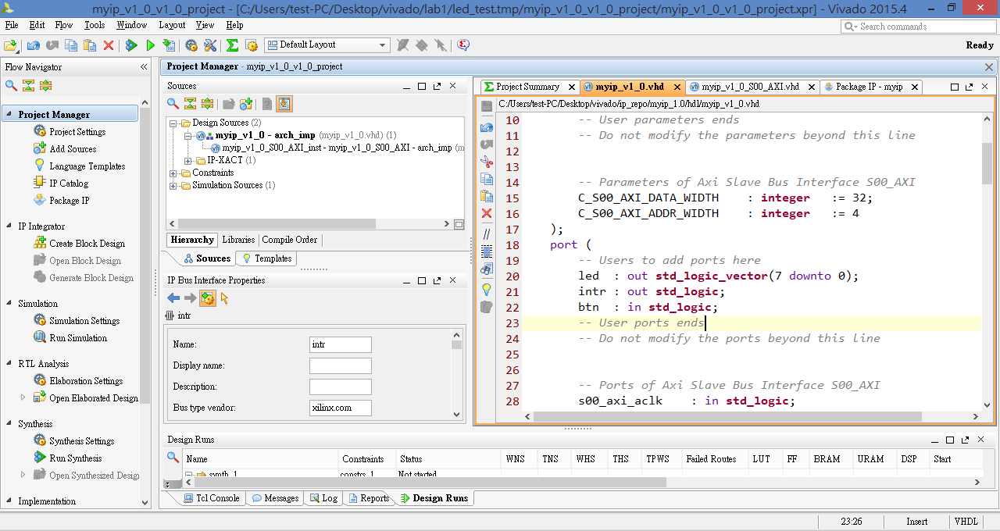 myip_v1_0_v1_0_project - [C:/Users/test-PC/Desktop/vivado/lab1/led_test.tmp/myip_v1_0_v1_0_project/myip_v1_0_v1_0_project.xpr] - Vivado 2015.4
File Edit Flow Tools Window Layout View Help
Search commands
Default Layout
Ready
Flow Navigator
Project Manager
Project Settings
Add Sources
Language Templates
IP Catalog
Package IP
IP Integrator
Create Block Design
Open Block Design
Generate Block Design
Simulation
Simulation Settings
Run Simulation
RTL Analysis
Elaboration Settings
Open Elaborated Design
Synthesis
Synthesis Settings
Run Synthesis
Open Synthesized Desig
Implementation
Project Manager - myip_v1_0_v1_0_project
Sources
Design Sources (2)
myip_v1_0 - arch_imp (myip_v1_0.vhd) (1)
myip_v1_0_S00_AXI_inst - myip_v1_0_S00_AXI - arch_imp (m
IP-XACT (1)
Constraints
Simulation Sources (1)
Hierarchy Libraries Compile Order
Sources Templates
IP Bus Interface Properties
intr
Name: intr
Display name:
Description:
Bus type vendor: xilinx.com
Project Summary myip_v1_0.vhd myip_v1_0_S00_AXI.vhd Package IP - myip
C:/Users/test-PC/Desktop/vivado/ip_repo/myip_1.0/hdl/myip_v1_0.vhd
10 -- User parameters ends
11 -- Do not modify the parameters beyond this line
12
13
14 -- Parameters of Axi Slave Bus Interface S00_AXI
15 C_S00_AXI_DATA_WIDTH : integer := 32;
16 C_S00_AXI_ADDR_WIDTH : integer := 4
17 );
18 port (
19 -- Users to add ports here
20 led : out std_logic_vector(7 downto 0);
21 intr : out std_logic;
22 btn : in std_logic;
23 -- User ports ends
24 -- Do not modify the ports beyond this line
25
26
27 -- Ports of Axi Slave Bus Interface S00_AXI
28 s00_axi_aclk : in std_logic;
Design Runs
Name Constraints Status WNS TNS WHS THS TPWS Failed Routes LUT FF BRAM URAM DSP Start
synth_1 constrs_1 Not started
Tcl Console Messages Log Reports Design Runs
23:26 Insert VHDL